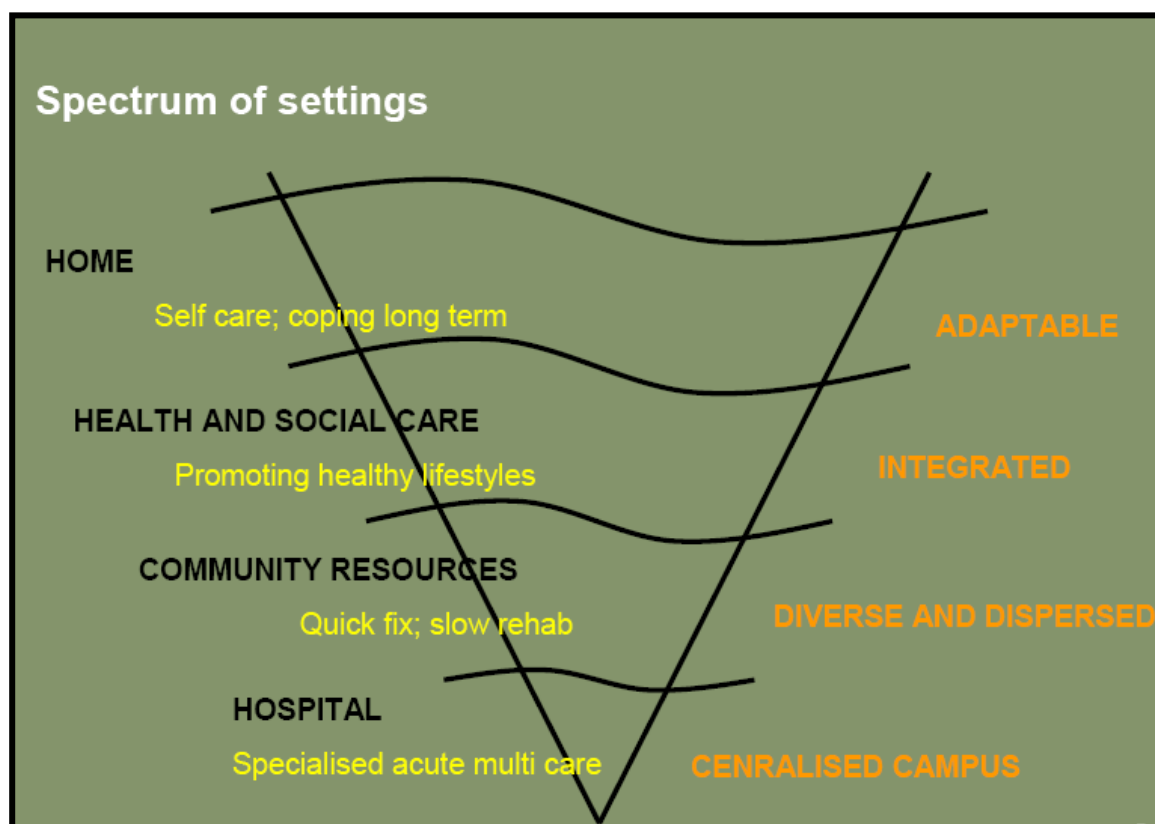 Spectrum of settings
HOME
Self care; coping long term
ADAPTABLE
HEALTH AND SOCIAL CARE
Promoting healthy lifestyles
INTEGRATED
COMMUNITY RESOURCES
Quick fix; slow rehab
DIVERSE AND DISPERSED
HOSPITAL
Specialised acute multi care
CENRALISED CAMPUS